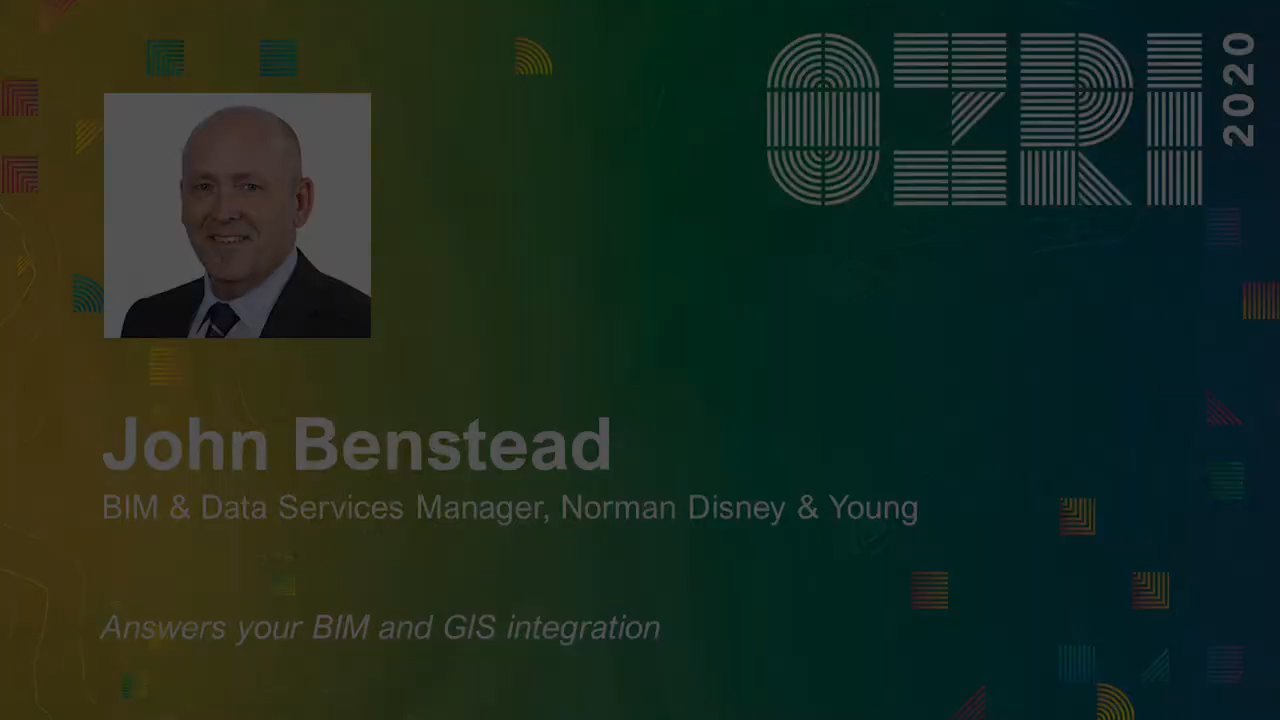 OZRI 2020
John Benstead
BIM & Data Services Manager, Norman Disney & Young
Answers your BIM and GIS integration